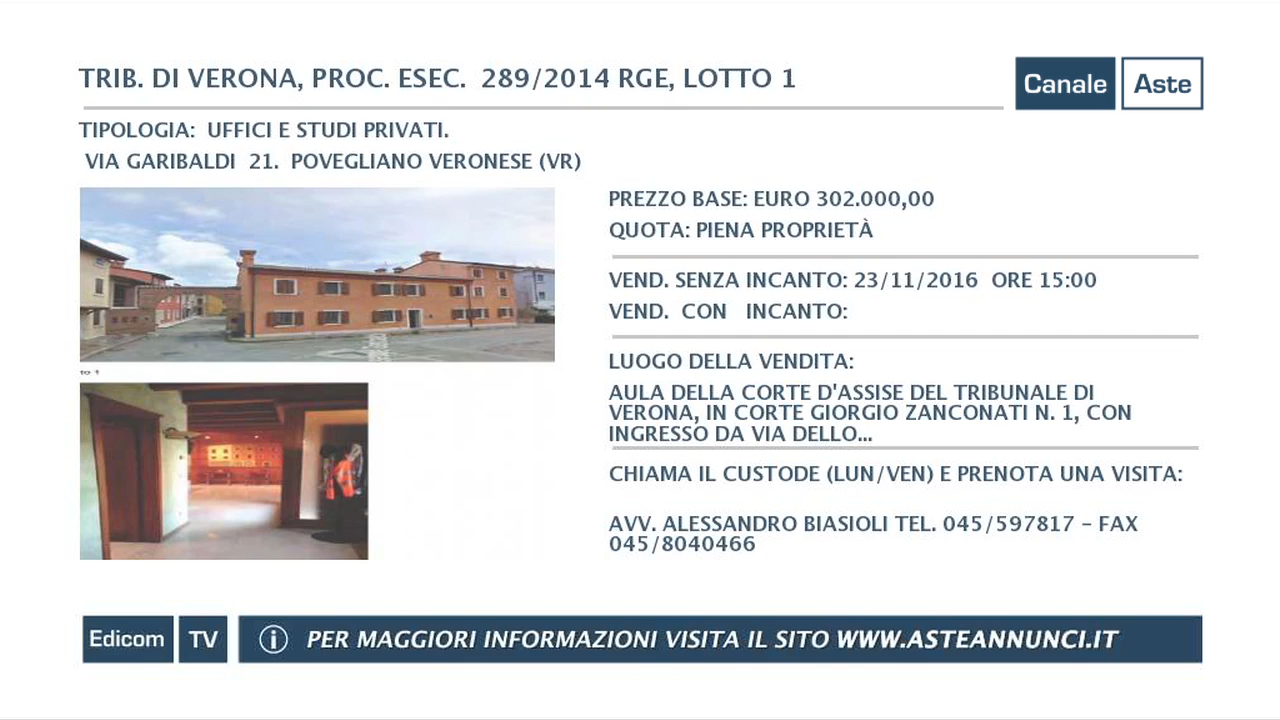 TRIB. DI VERONA, PROC. ESEC. 289/2014 RGE, LOTTO 1
Canale Aste
TIPOLOGIA: UFFICI E STUDI PRIVATI.
VIA GARIBALDI 21. POVEGLIANO VERONESE (VR)
PREZZO BASE: EURO 302.000,00
QUOTA: PIENA PROPRIETÀ
VEND. SENZA INCANTO: 23/11/2016 ORE 15:00
VEND. CON INCANTO:
LUOGO DELLA VENDITA:
AULA DELLA CORTE D'ASSISE DEL TRIBUNALE DI
VERONA, IN CORTE GIORGIO ZANCONATI N. 1, CON
INGRESSO DA VIA DELLO...
CHIAMA IL CUSTODE (LUN/VEN) E PRENOTA UNA VISITA:
AVV. ALESSANDRO BIASIOLI TEL. 045/597817 - FAX
045/8040466
Edicom TV
PER MAGGIORI INFORMAZIONI VISITA IL SITO WWW.ASTEANNUNCI.IT